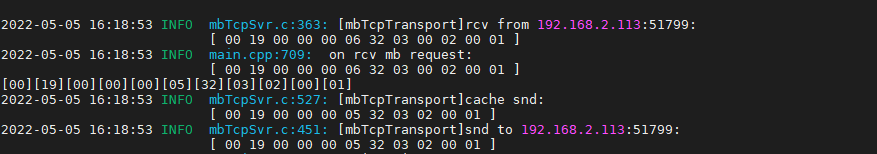 2022-05-05 16:18:53 INFO  mbTcpSvr.c:363: [mbTcpTransport]rcv from 192.168.2.113:51799:
[ 00 19 00 00 00 06 32 03 00 02 00 01 ]
2022-05-05 16:18:53 INFO  main.cpp:709:  on rcv mb request:
[ 00 19 00 00 00 06 32 03 00 02 00 01 ]
[00][19][00][00][00][05][32][03][02][00][01]
2022-05-05 16:18:53 INFO  mbTcpSvr.c:527: [mbTcpTransport]cache snd:
[ 00 19 00 00 00 05 32 03 02 00 01 ]
2022-05-05 16:18:53 INFO  mbTcpSvr.c:451: [mbTcpTransport]snd to 192.168.2.113:51799:
[ 00 19 00 00 00 05 32 03 02 00 01 ]